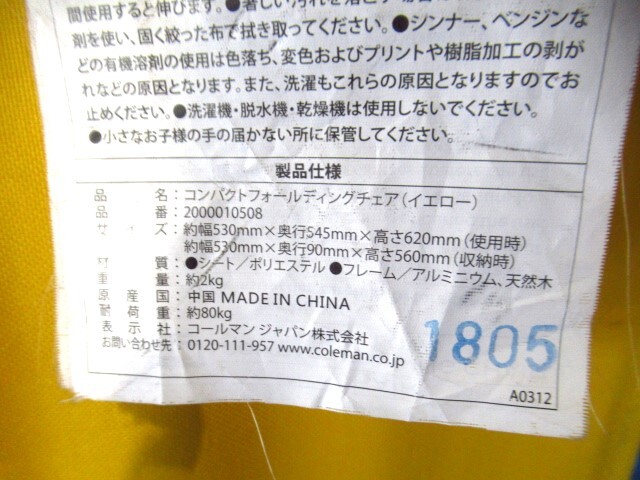 間使用すると伸びます。●著しい汚れを落とす場合
剤を使い、固く絞った布で拭き取ってください。●シンナー、ベンジンな
どの有機溶剤の使用は色落ち、変色およびプリントや樹脂加工の剥が
れなどの原因となります。また、洗濯もこれらの原因となりますのでお
止めください。●洗濯機・脱水機・乾燥機は使用しないでください。
●小さなお子様の手の届かない所に保管してください。
製品仕様
品名：コンパクトフォールディングチェア（イエロー）
品番：2000010508
サイズ：約幅530mm×奥行545mm×高さ620mm（使用時）
約幅530mm×奥行90mm×高さ560mm（収納時）
材質：●シート／ポリエステル ●フレーム／アルミニウム、天然木
重量：約2kg
原産国：中国 MADE IN CHINA
耐荷重：約80kg
表示社：コールマン ジャパン株式会社
お問い合わせ先：0120-111-957 www.coleman.co.jp
1805
A0312